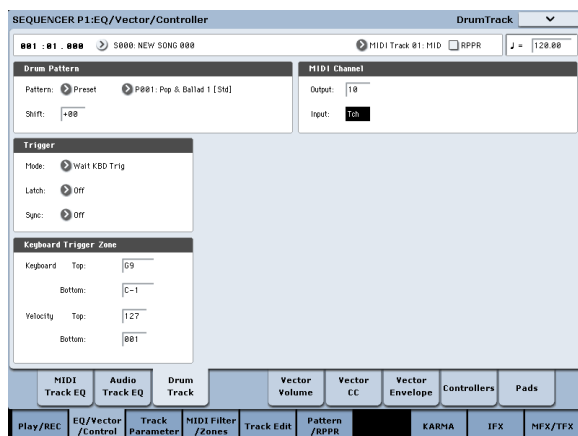 SEQUENCER P1:EQ/Vector/Controller DrumTrack
001 :01 . 000 S000: NEW SONG 000 MIDI Track 01: MID RPPR ♩ = 120.00
Drum Pattern
Pattern: Preset P001: Pop & Ballad 1 [Std]
Shift: +00
MIDI Channel
Output: 10
Input: Tch
Trigger
Mode: Wait KBD Trig
Latch: Off
Sync: Off
Keyboard Trigger Zone
Keyboard Top: G9
Bottom: C-1
Velocity Top: 127
Bottom: 001
MIDI Track EQ Audio Track EQ Drum Track Vector Volume Vector CC Vector Envelope Controllers Pads
Play/REC EQ/Vector /Control Track Parameter MIDI Filter /Zones Track Edit Pattern /RPPR KARMA IFX MFX/TFX